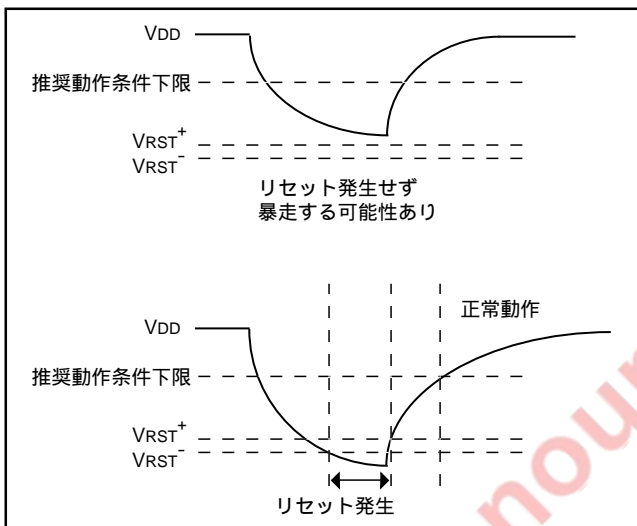 VDD
推奨動作条件下限
VRST+
VRST-
リセット発生せず
暴走する可能性あり
正常動作
VDD
推奨動作条件下限
VRST+
VRST-
リセット発生
noun